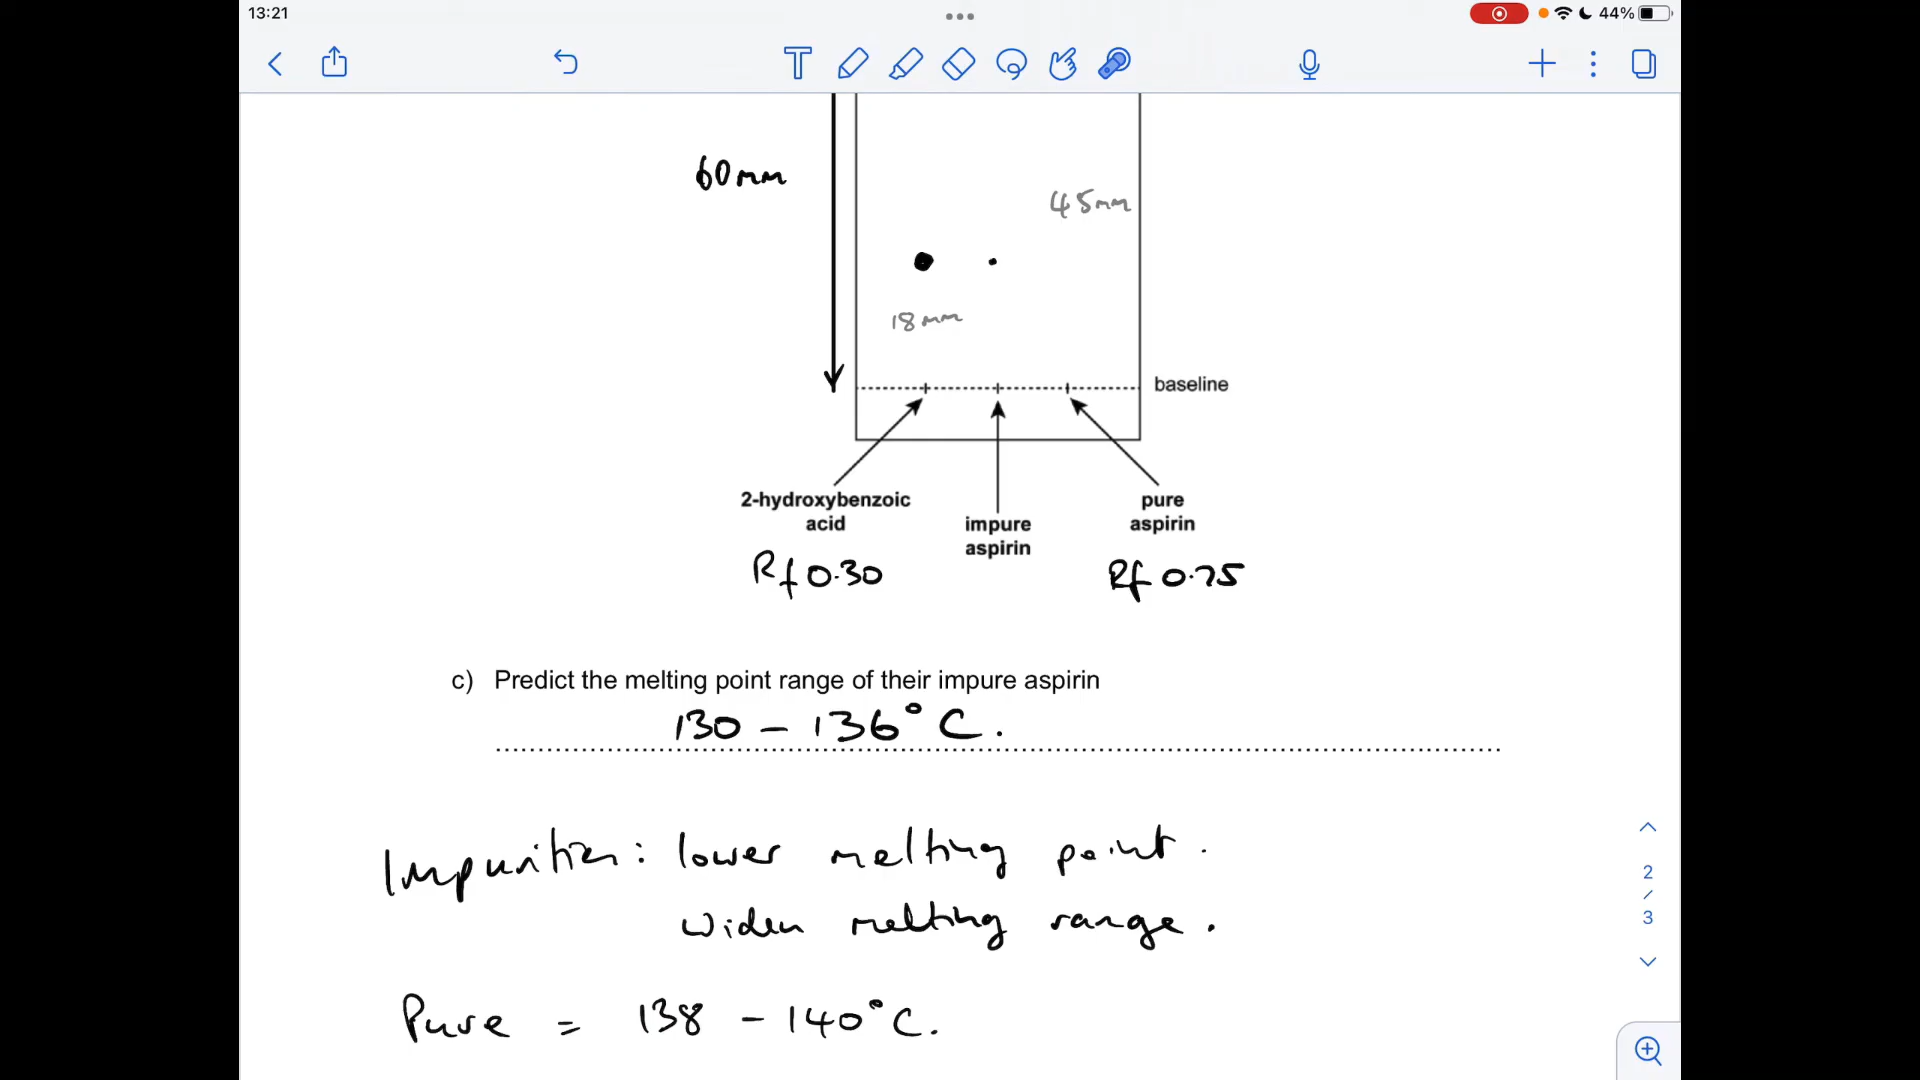 13:21
44%
60mm
45mm
18mm
baseline
2-hydroxybenzoic
acid
impure
aspirin
pure
aspirin
Rf 0.30
Rf 0.75
c) Predict the melting point range of their impure aspirin
130 - 136°C.
Impurities: lower melting point.
widen melting range.
Pure = 138 - 140°C.
2
/
3